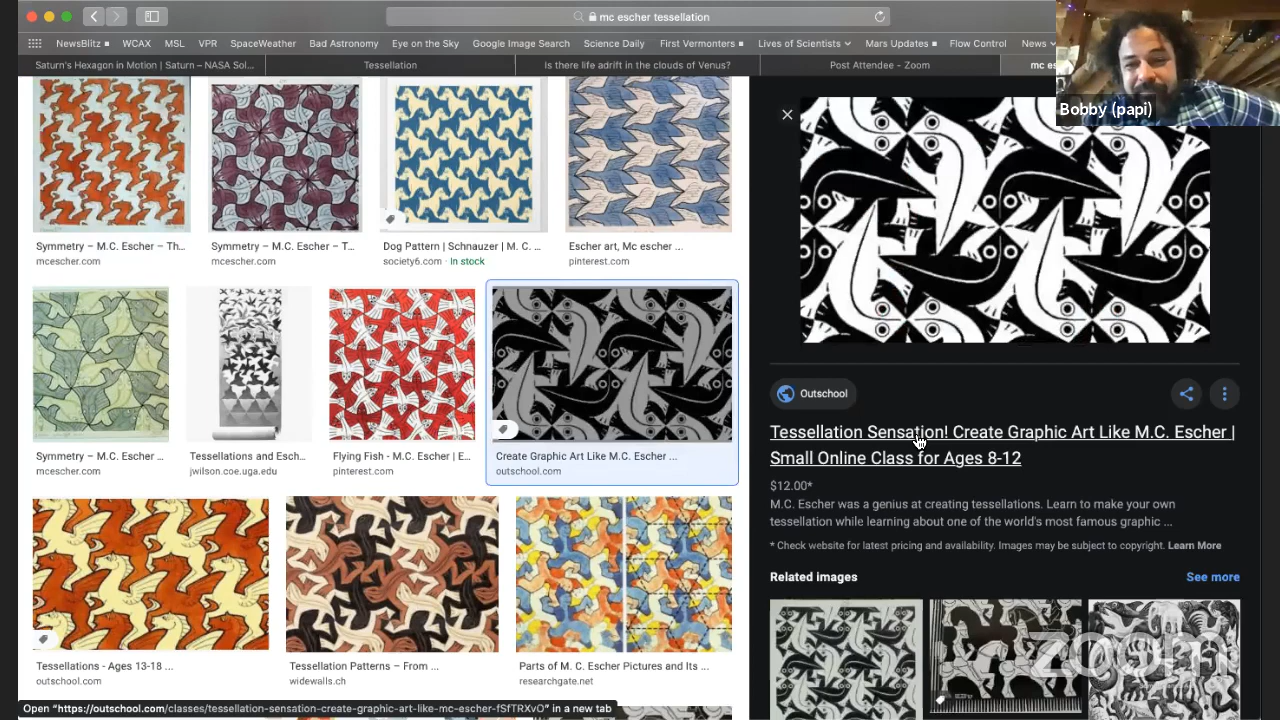 mc escher tessellation
NewsBlitz WCAX MSL VPR SpaceWeather Bad Astronomy Eye on the Sky Google Image Search Science Daily First Vermonters Lives of Scientists Mars Updates Flow Control News
Saturn's Hexagon in Motion | Saturn – NASA Sol... Tessellation Is there life adrift in the clouds of Venus? Post Attendee – Zoom mc es
Bobby (papi)
Symmetry – M.C. Escher – Th... Symmetry – M.C. Escher – T... Dog Pattern | Schnauzer | M. C. ... Escher art, Mc escher ...
mcescher.com mcescher.com society6.com · In stock pinterest.com
Symmetry – M.C. Escher ... Tessellations and Esch... Flying Fish - M.C. Escher | E... Create Graphic Art Like M.C. Escher ...
mcescher.com jwilson.coe.uga.edu pinterest.com outschool.com
Tessellations - Ages 13-18 ... Tessellation Patterns – From ... Parts of M. C. Escher Pictures and Its ...
outschool.com widewalls.ch researchgate.net
Outschool
Tessellation Sensation! Create Graphic Art Like M.C. Escher |
Small Online Class for Ages 8-12
$12.00*
M.C. Escher was a genius at creating tessellations. Learn to make your own
tessellation while learning about one of the world's most famous graphic ...
* Check website for latest pricing and availability. Images may be subject to copyright. Learn More
Related images See more
zoom
Open "https://outschool.com/classes/tessellation-sensation-create-graphic-art-like-mc-escher-fSfTRXvO" in a new tab